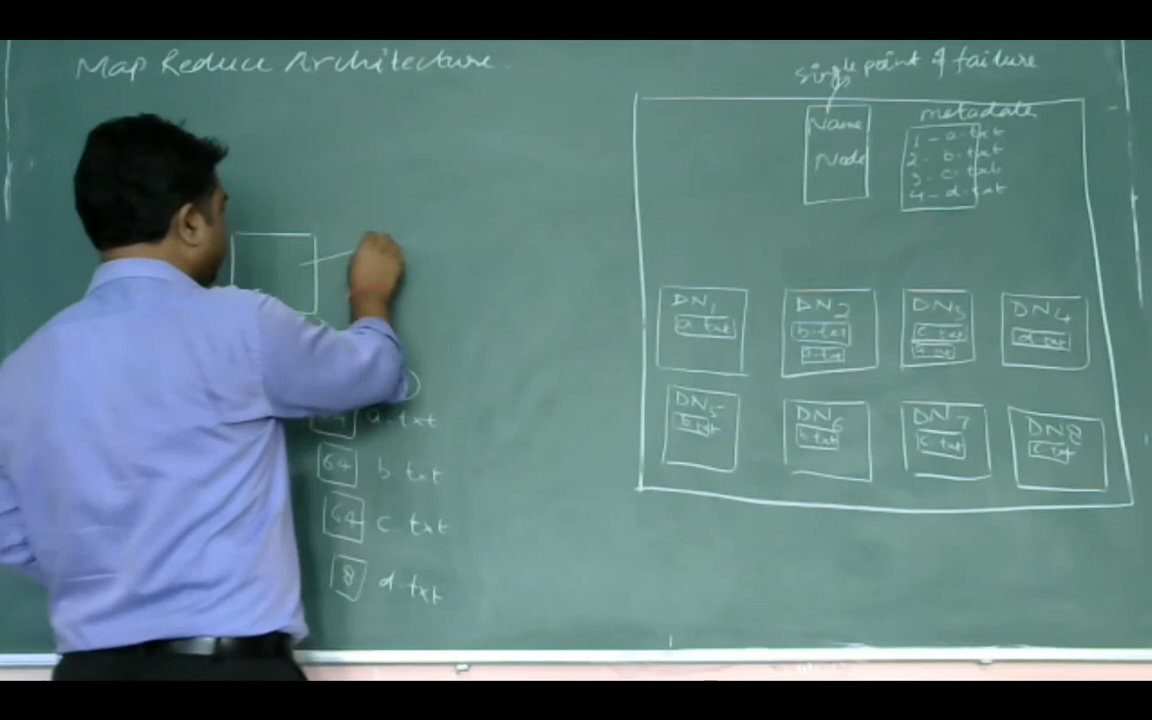 Map Reduce Architecture.
single point of failure
Name
Node
metadata
1 - a.txt
2 - b.txt
3 - c.txt
4 - d.txt
DN1
a.txt
DN2
b.txt
a.txt
DN3
c.txt
DN4
d.txt
DN5
b txt
DN6
b txt
DN7
c txt
DN8
c txt
a.txt
64 b txt
64 c.txt
8 d.txt